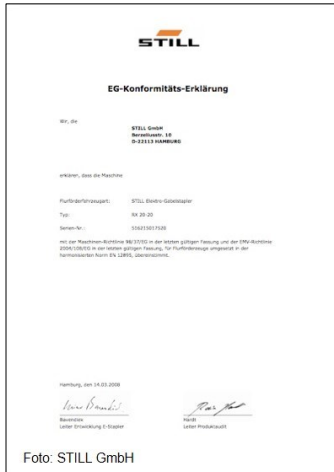 STILL
EG-Konformitäts-Erklärung
Wir, die
STILL GmbH
Berzeliusstr. 10
D-22113 HAMBURG
erklären, dass die Maschine
Flurförderfahrzeugart: STILL Elektro-Gabelstapler
Typ: RX 20-20
Serien-Nr.:
mit der Maschinen-Richtlinie 98/37/EG in der letzten gültigen Fassung und der EMV-Richtlinie
2004/108/EG in der letzten gültigen Fassung, für Flurförderzeuge umgesetzt in der
harmonisierten Norm EN 12895, übereinstimmt.
Hamburg, den 14.03.2008
Leiter Entwicklung E-Stapler
Hardt
Leiter Produktaudit
Foto: STILL GmbH